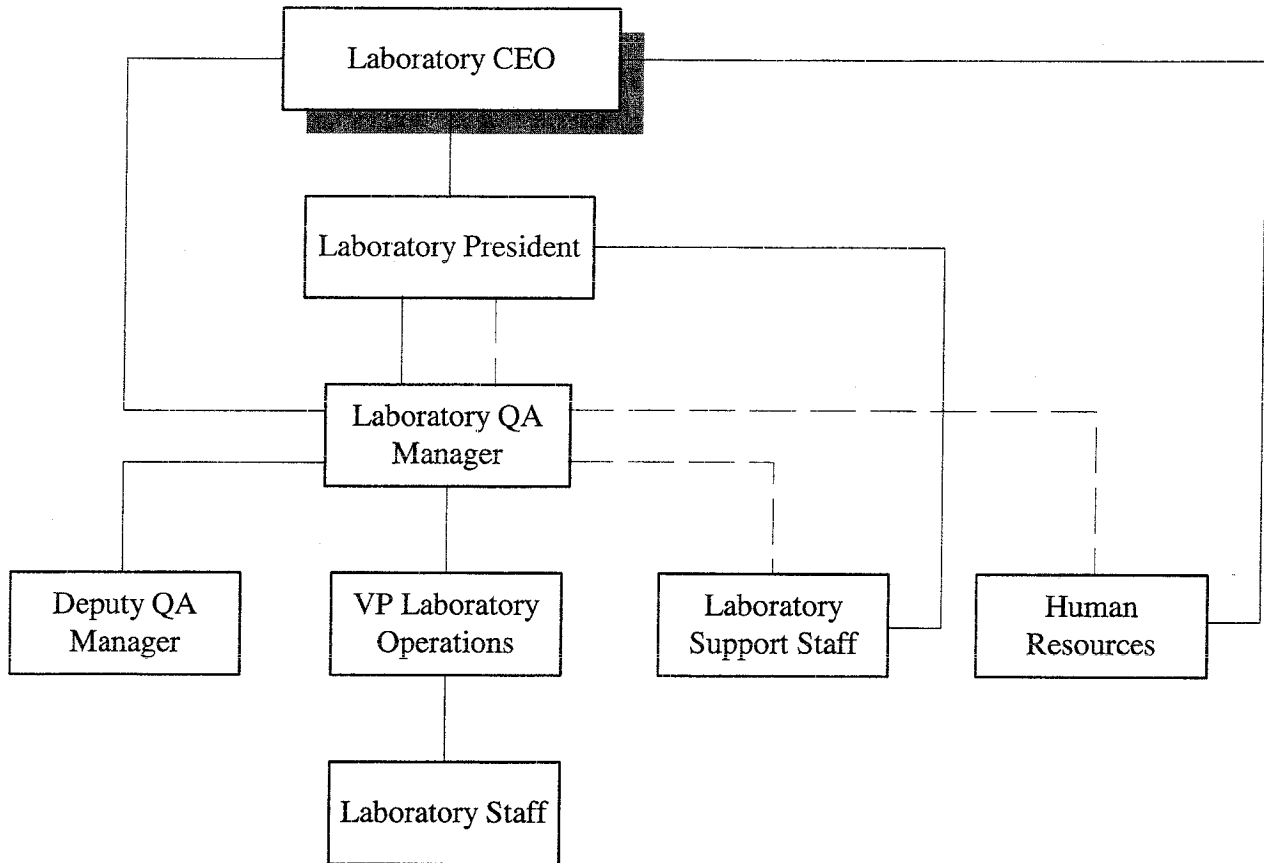 Laboratory CEO
Laboratory President
Laboratory QA
Manager
Deputy QA
Manager
VP Laboratory
Operations
Laboratory
Support Staff
Human
Resources
Laboratory Staff